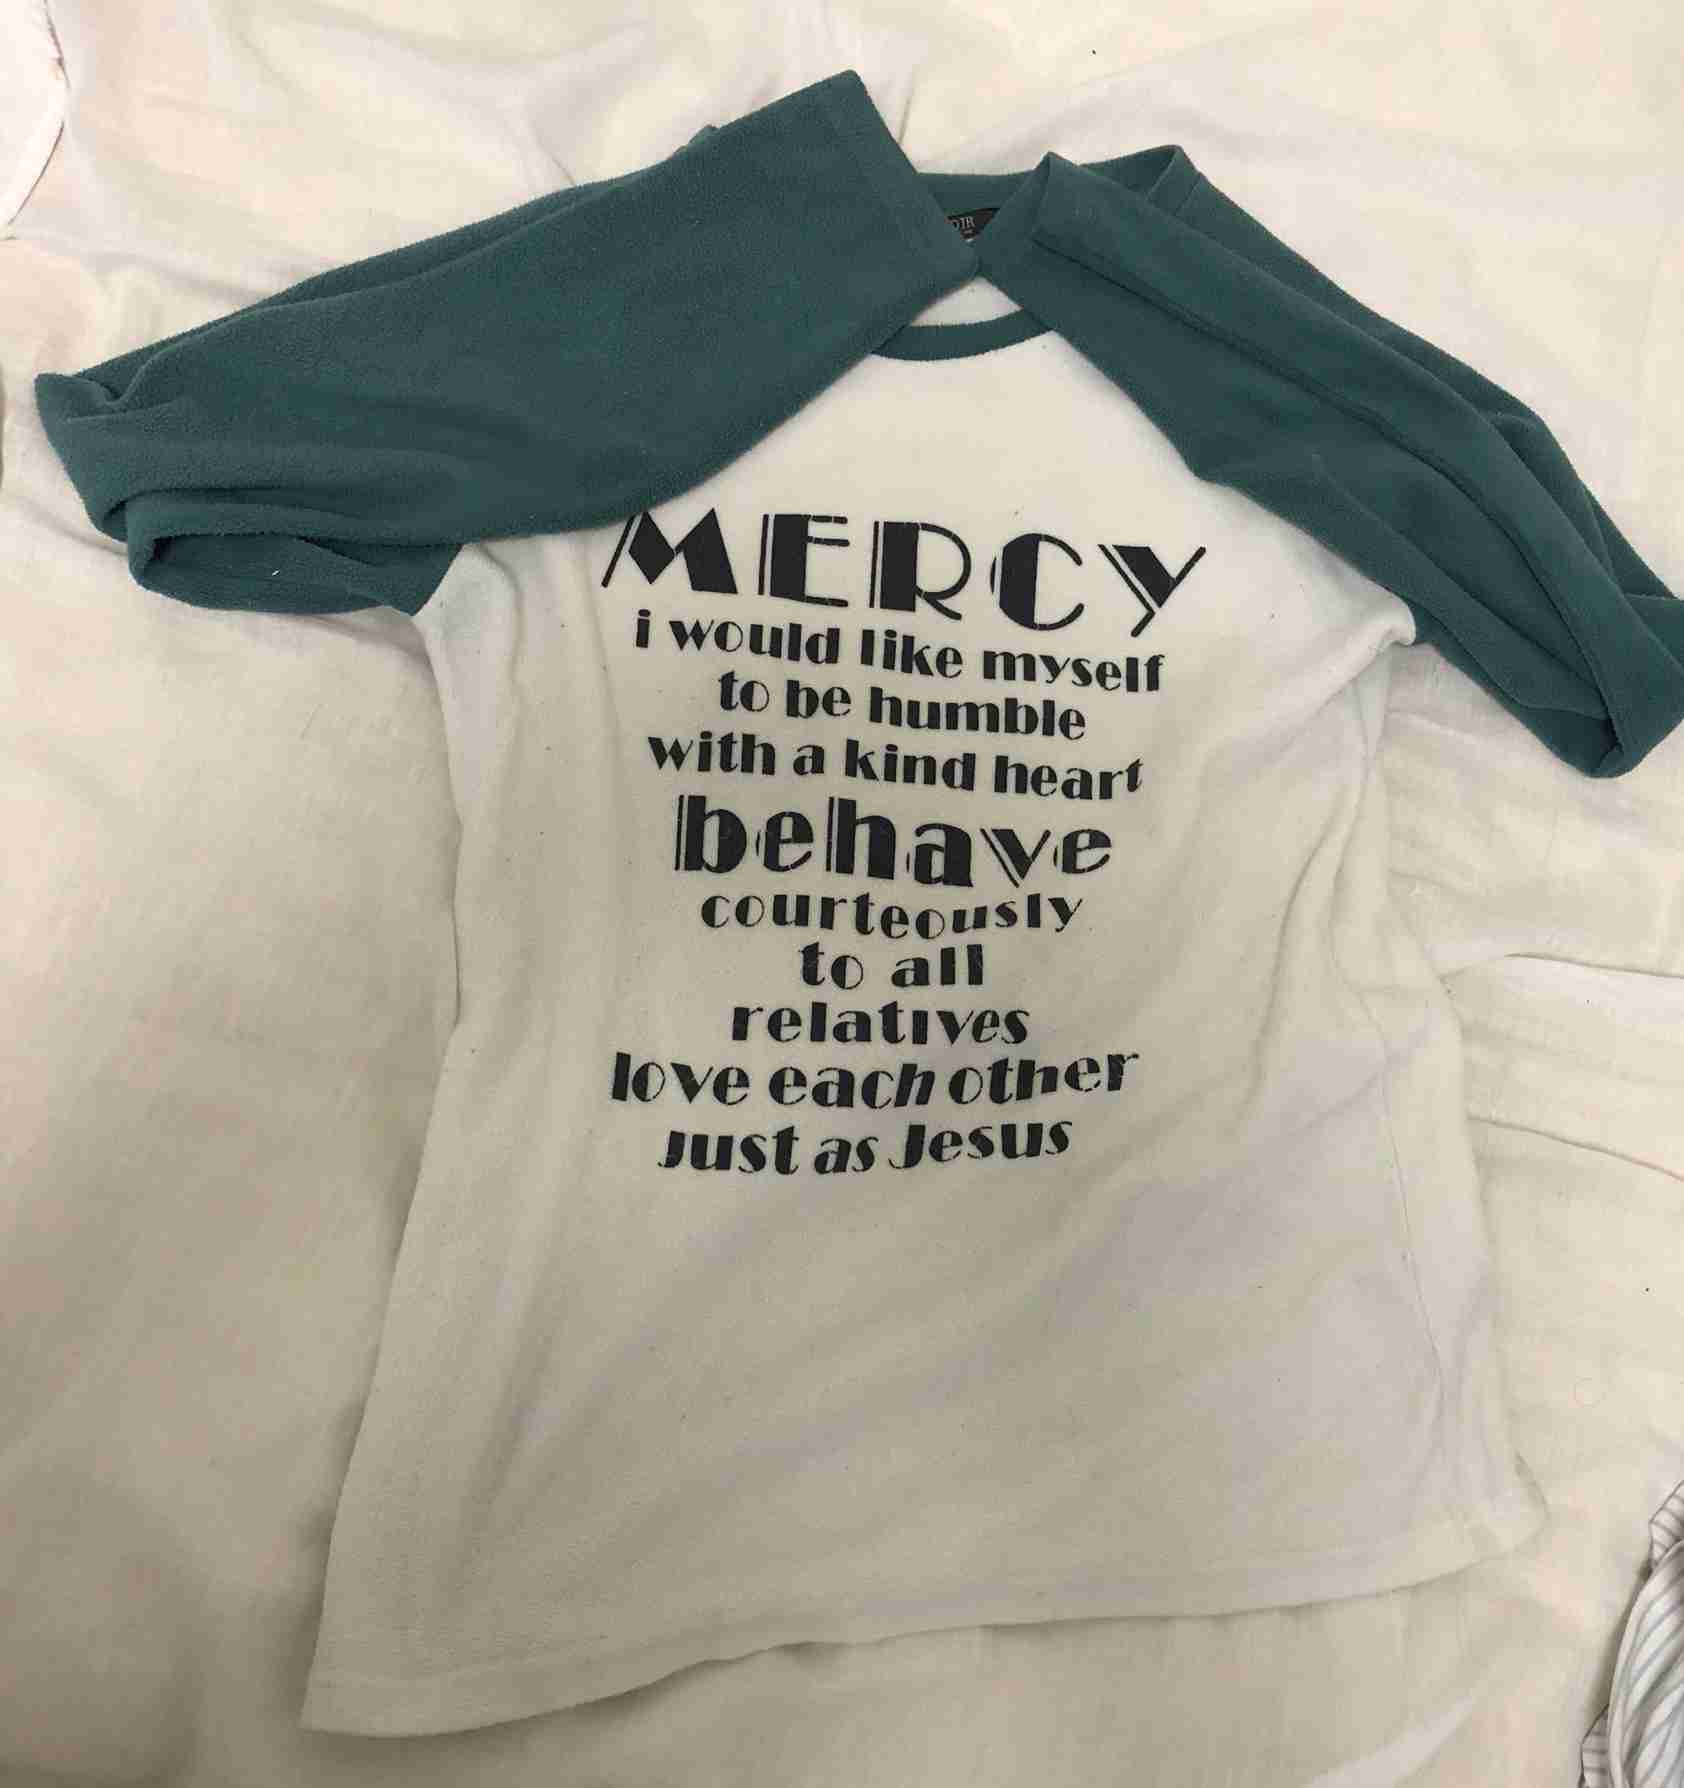 MERCY
i would like myself
to be humble
with a kind heart
behave
courteously
to all
relatives
love each other
just as Jesus